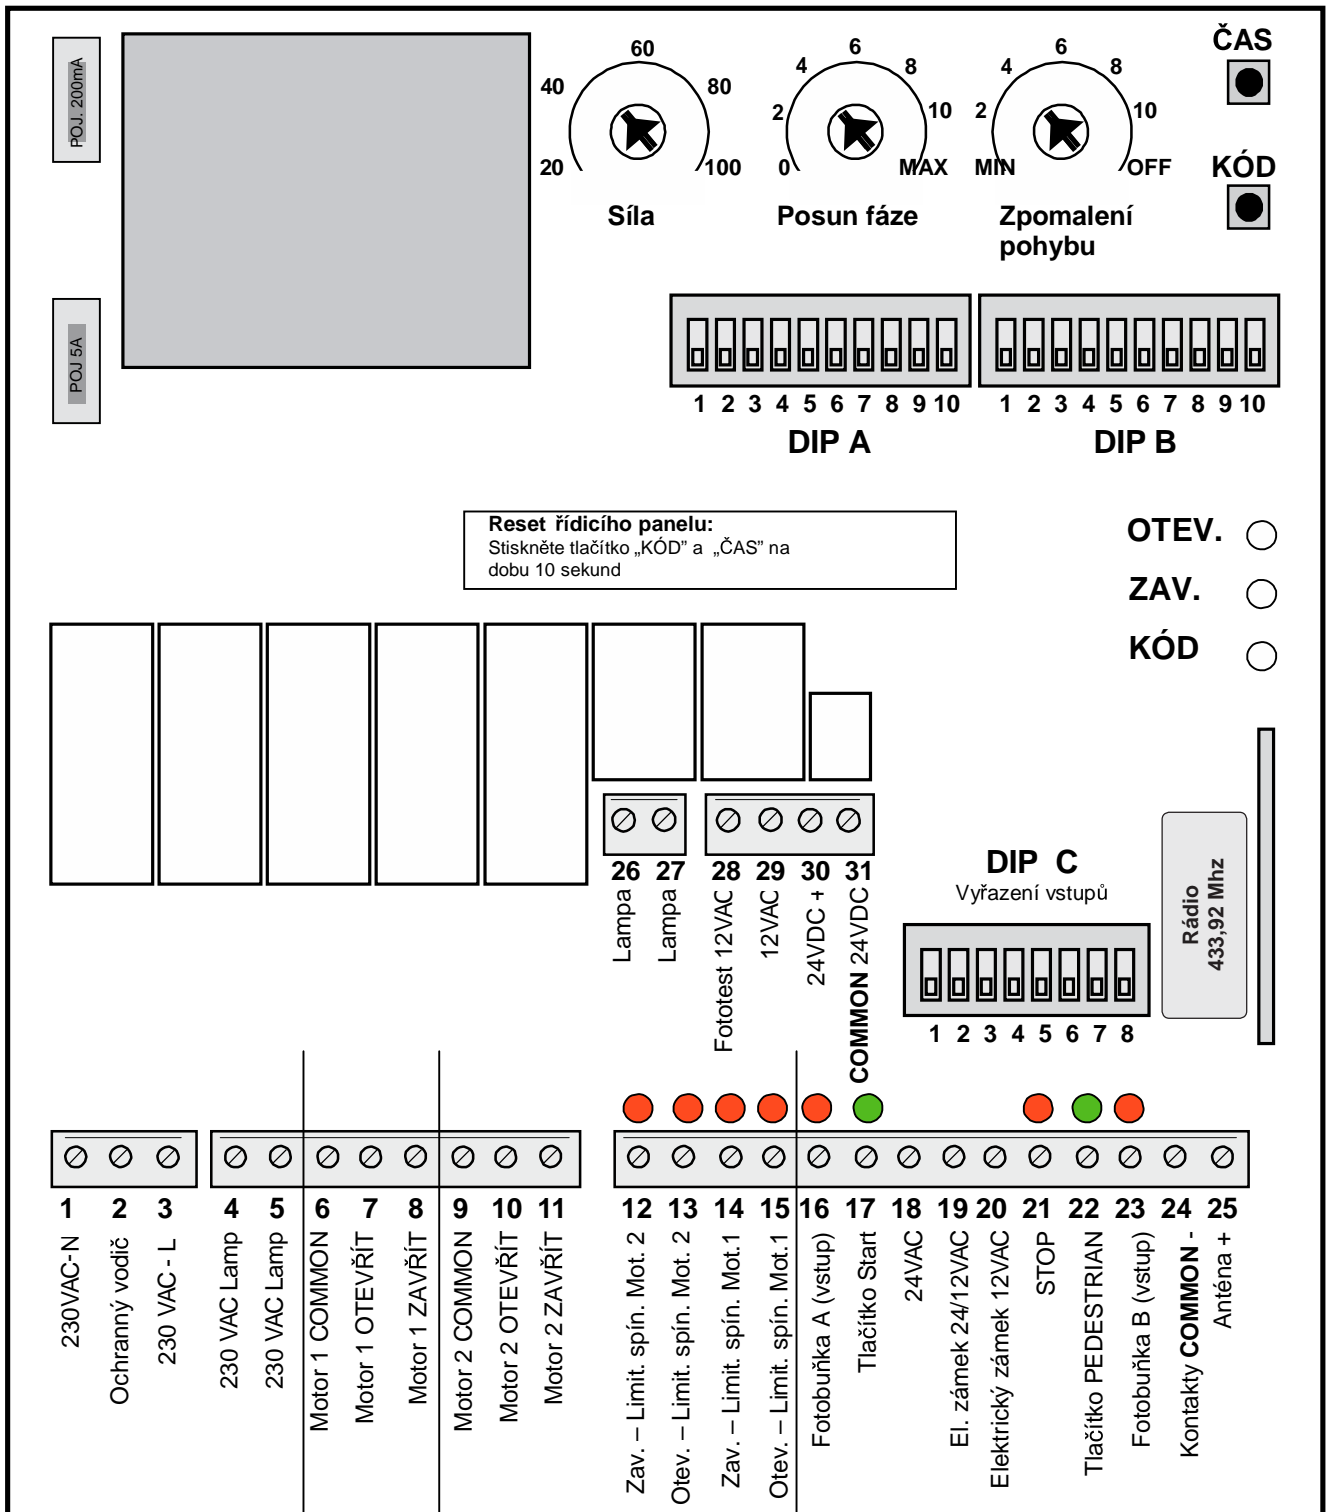 POJ. 200mA
POJ 5A
20 40 60 80 100
Síla
0 2 4 6 8 10 MAX
Posun fáze
MIN 2 4 6 8 10 OFF
Zpomalení
pohybu
ČAS
KÓD
1 2 3 4 5 6 7 8 9 10
DIP A
1 2 3 4 5 6 7 8 9 10
DIP B
Reset řídicího panelu:
Stiskněte tlačítko „KÓD” a „ČAS” na
dobu 10 sekund
OTEV.
ZAV.
KÓD
26 27 28 29 30 31
Lampa
Lampa
Fototest 12VAC
12VAC
24VDC +
COMMON 24VDC
DIP C
Vyřazení vstupů
1 2 3 4 5 6 7 8
Rádio
433,92 Mhz
1 2 3 4 5 6 7 8 9 10 11 12 13 14 15 16 17 18 19 20 21 22 23 24 25
230VAC-N
Ochranný vodič
230 VAC - L
230 VAC Lamp
230 VAC Lamp
Motor 1 COMMON
Motor 1 OTEVŘÍT
Motor 1 ZAVŘÍT
Motor 2 COMMON
Motor 2 OTEVŘÍT
Motor 2 ZAVŘÍT
Zav. – Limit. spín. Mot. 2
Otev. – Limit. spín. Mot. 2
Zav. – Limit. spín. Mot.1
Otev. – Limit. spín. Mot.1
Fotobuňka A (vstup)
Tlačítko Start
24VAC
El. zámek 24/12VAC
Elektrický zámek 12VAC
STOP
Tlačítko PEDESTRIAN
Fotobuňka B (vstup)
Kontakty COMMON -
Anténa +